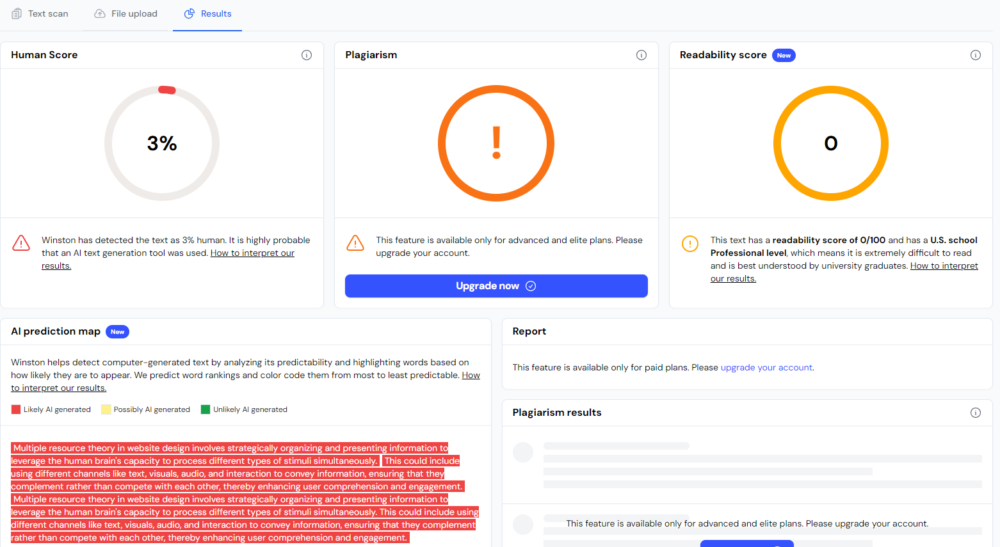 Text scan
File upload
Results
Human Score
3%
Winston has detected the text as 3% human. It is highly probable
that an AI text generation tool was used. How to interpret our
results.
Plagiarism
!
This feature is available only for advanced and elite plans. Please
upgrade your account.
Upgrade now
Readability score New
0
This text has a readability score of 0/100 and has a U.S. school
Professional level, which means it is extremely difficult to read
and is best understood by university graduates. How to interpret
our results.
AI prediction map New
Winston helps detect computer-generated text by analyzing its predictability and highlighting words based on
how likely they are to appear. We predict word rankings and color code them from most to least predictable. How
to interpret our results.
Likely AI generated
Possibly AI generated
Unlikely AI generated
Multiple resource theory in website design involves strategically organizing and presenting information to
leverage the human brain's capacity to process different types of stimuli simultaneously. This could include
using different channels like text, visuals, audio, and interaction to convey information, ensuring that they
complement rather than compete with each other, thereby enhancing user comprehension and engagement.
Multiple resource theory in website design involves strategically organizing and presenting information to
leverage the human brain's capacity to process different types of stimuli simultaneously. This could include using
different channels like text, visuals, audio, and interaction to convey information, ensuring that they complement
rather than compete with each other, thereby enhancing user comprehension and engagement.
Report
This feature is available only for paid plans. Please upgrade your account.
Plagiarism results
This feature is available only for advanced and elite plans. Please upgrade your account.